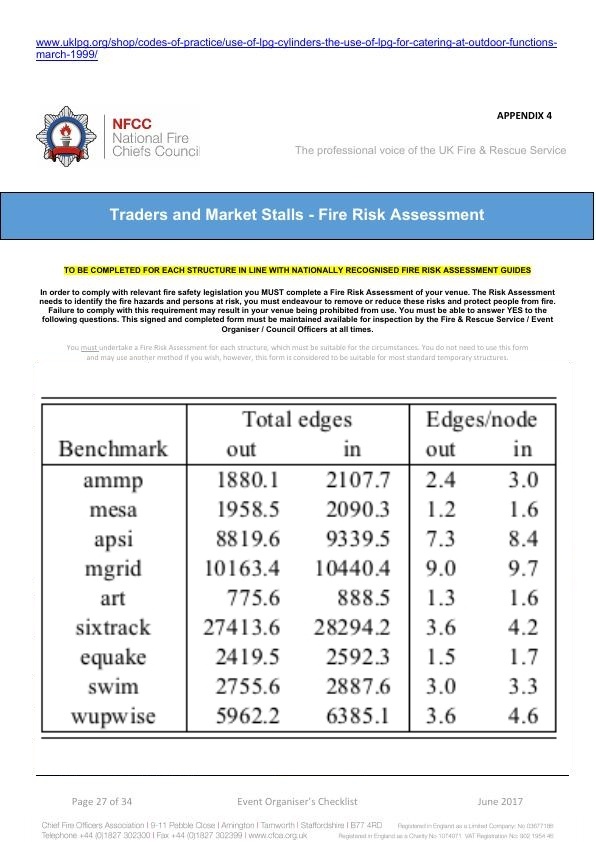 www.uklpg.org/shop/codes-of-practice/use-of-lpg-cylinders-the-use-of-lpg-for-catering-at-outdoor-functions-
march-1999/
NFCC
National Fire
Chiefs Council
APPENDIX 4
The professional voice of the UK Fire & Rescue Service
Traders and Market Stalls - Fire Risk Assessment
TO BE COMPLETED FOR EACH STRUCTURE IN LINE WITH NATIONALLY RECOGNISED FIRE RISK ASSESSMENT GUIDES
In order to comply with relevant fire safety legislation you MUST complete a Fire Risk Assessment of your venue. The Risk Assessment
needs to identify the fire hazards and persons at risk, you must endeavour to remove or reduce these risks and protect people from fire.
Failure to comply with this requirement may result in your venue being prohibited from use. You must be able to answer YES to the
following questions. This signed and completed form must be maintained available for inspection by the Fire & Rescue Service / Event
Organiser / Council Officers at all times.
You must undertake a Fire Risk Assessment for each structure, which must be suitable for the circumstances. You do not need to use this form
and may use another method if you wish, however, this form is considered to be suitable for most standard temporary structures.
Total edges Edges/node
Benchmark out in out in
ammp 1880.1 2107.7 2.4 3.0
mesa 1958.5 2090.3 1.2 1.6
apsi 8819.6 9339.5 7.3 8.4
mgrid 10163.4 10440.4 9.0 9.7
art 775.6 888.5 1.3 1.6
sixtrack 27413.6 28294.2 3.6 4.2
equake 2419.5 2592.3 1.5 1.7
swim 2755.6 2887.6 3.0 3.3
wupwise 5962.2 6385.1 3.6 4.6
Page 27 of 34 Event Organiser's Checklist June 2017
Chief Fire Officers Association I 9-11 Pebble Close I Amington I Tamworth I Staffordshire I B77 4RD Registered in England as a Limited Company: No 03677186
Telephone +44 (0)1827 302300 I Fax +44 (0)1827 302399 I www.cfoa.org.uk Registered in England as a Charity No 1074071 VAT Registration No: 902 1954 46